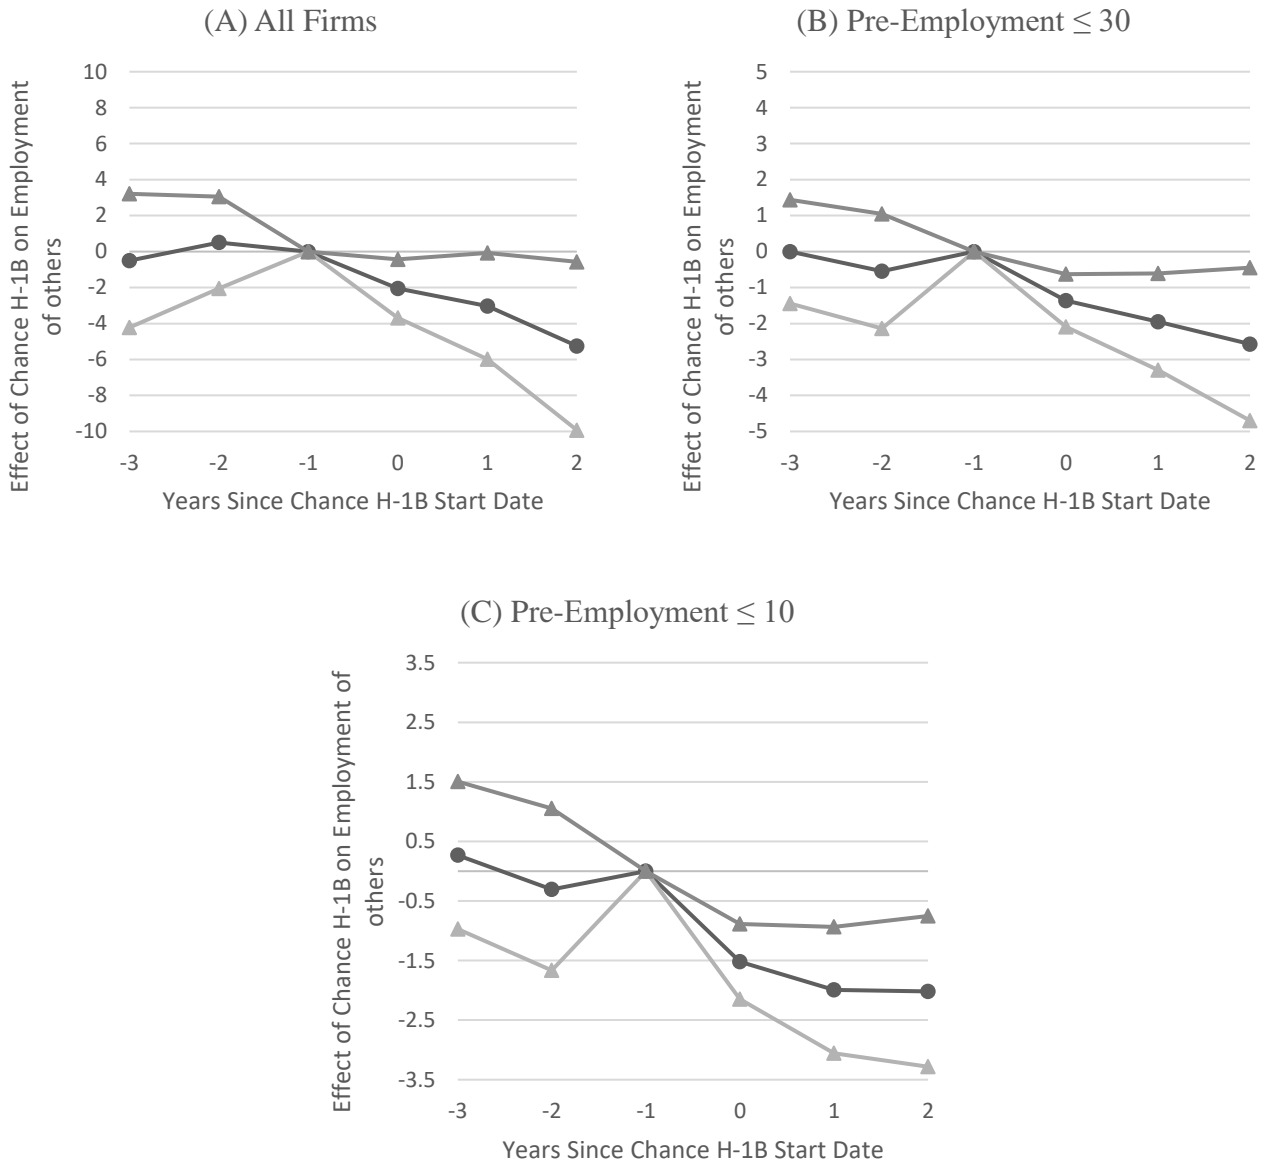 (A) All Firms
Effect of Chance H-1B on Employment
of others
10
8
6
4
2
0
-2
-4
-6
-8
-10
-3 -2 -1 0 1 2
Years Since Chance H-1B Start Date
(B) Pre-Employment ≤ 30
Effect of Chance H-1B on Employment
of others
5
4
3
2
1
0
-1
-2
-3
-4
-5
-3 -2 -1 0 1 2
Years Since Chance H-1B Start Date
(C) Pre-Employment ≤ 10
Effect of Chance H-1B on Employment of
others
3.5
2.5
1.5
0.5
-0.5
-1.5
-2.5
-3.5
-3 -2 -1 0 1 2
Years Since Chance H-1B Start Date